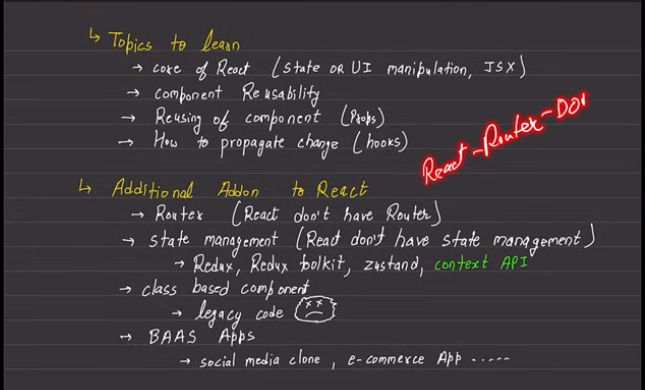 ↳ Topics to learn
→ core of React (State OR UI manipulation, JSX)
→ component Reusability
→ Reusing of component (Props)
→ How to propagate change (hooks)
React-Router-DOM
↳ Additional Addon to React
→ Router (React don't have Router)
→ state management (React don't have state management)
→ Redux, Redux toolkit, zustand, context API
→ class based component
→ legacy code
→ BAAS Apps
→ social media clone, e-commerce App .....